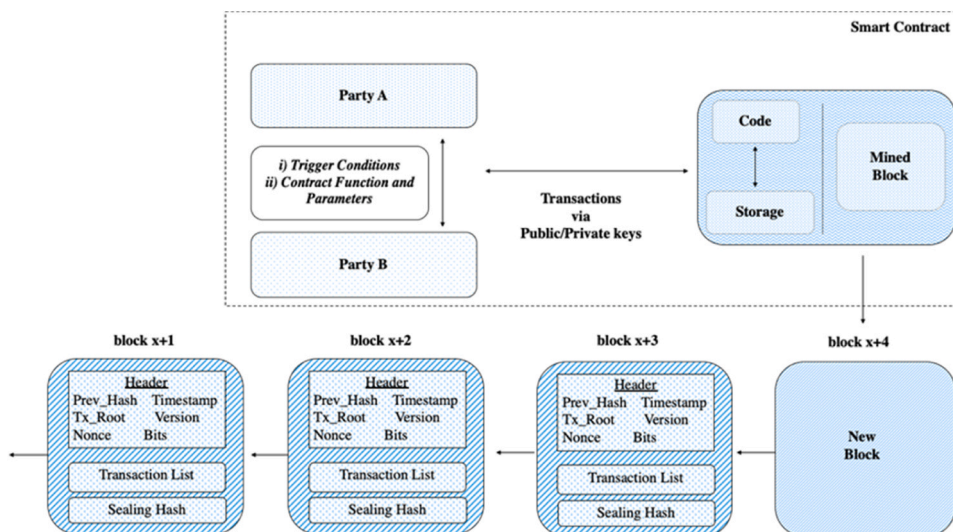 Smart Contract
Party A
i) Trigger Conditions
ii) Contract Function and
Parameters
Party B
Transactions
via
Public/Private keys
Code
Storage
Mined
Block
block x+1
Header
Prev_Hash Timestamp
Tx_Root Version
Nonce Bits
Transaction List
Sealing Hash
block x+2
Header
Prev_Hash Timestamp
Tx_Root Version
Nonce Bits
Transaction List
Sealing Hash
block x+3
Header
Prev_Hash Timestamp
Tx_Root Version
Nonce Bits
Transaction List
Sealing Hash
block x+4
New
Block